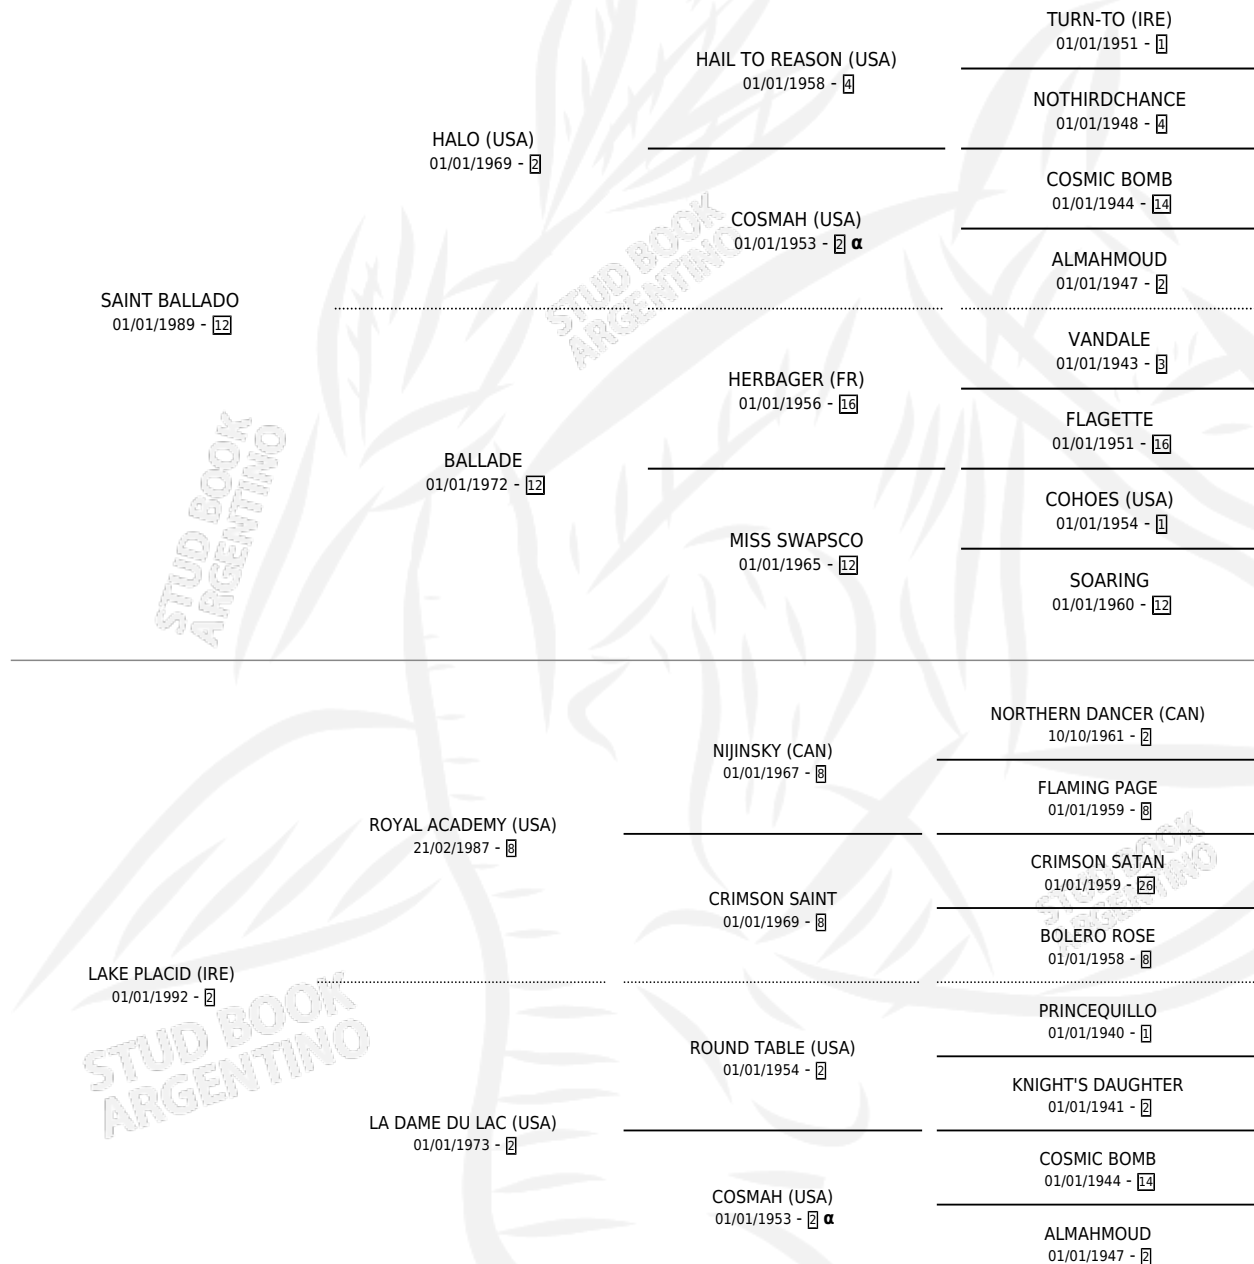 TURN-TO (IRE)
01/01/1951 - 1
HAIL TO REASON (USA)
01/01/1958 - 4
NOTHIRDCHANCE
01/01/1948 - 4
HALO (USA)
01/01/1969 - 2
COSMIC BOMB
01/01/1944 - 14
COSMAH (USA)
01/01/1953 - 2 α
ALMAHMOUD
01/01/1947 - 2
STUD BOOK
ARGENTINO
SAINT BALLADO
01/01/1989 - 12
VANDALE
01/01/1943 - 3
HERBAGER (FR)
01/01/1956 - 16
FLAGETTE
01/01/1951 - 16
BALLADE
01/01/1972 - 12
COHOES (USA)
01/01/1954 - 1
MISS SWAPSCO
01/01/1965 - 12
SOARING
01/01/1960 - 12
STUD BOOK
ARGENTINO
NORTHERN DANCER (CAN)
10/10/1961 - 2
NIJINSKY (CAN)
01/01/1967 - 8
FLAMING PAGE
01/01/1959 - 8
ROYAL ACADEMY (USA)
21/02/1987 - 8
CRIMSON SATAN
01/01/1959 - 26
STUD BOOK
ARGENTINO
CRIMSON SAINT
01/01/1969 - 8
BOLERO ROSE
01/01/1958 - 8
LAKE PLACID (IRE)
01/01/1992 - 2
STUD BOOK
ARGENTINO
PRINCEQUILLO
01/01/1940 - 1
ROUND TABLE (USA)
01/01/1954 - 2
KNIGHT'S DAUGHTER
01/01/1941 - 2
LA DAME DU LAC (USA)
01/01/1973 - 2
COSMIC BOMB
01/01/1944 - 14
COSMAH (USA)
01/01/1953 - 2 α
ALMAHMOUD
01/01/1947 - 2